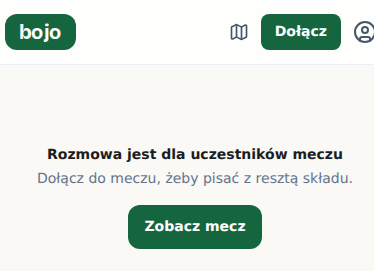 bojo
Dołącz
Rozmowa jest dla uczestników meczu
Dołącz do meczu, żeby pisać z resztą składu.
Zobacz mecz